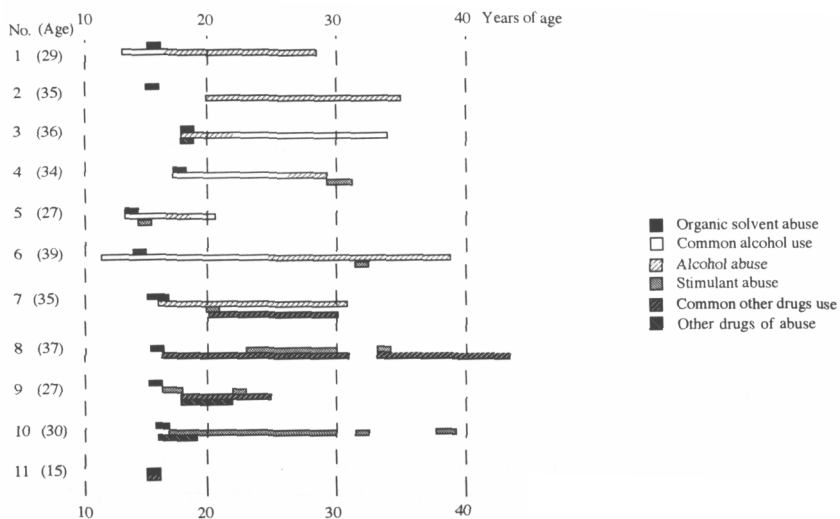 10 20 30 40 Years of age
No. (Age)
1 (29)
2 (35)
3 (36)
4 (34)
5 (27)
6 (39)
7 (35)
8 (37)
9 (27)
10 (30)
11 (15)
10 20 30 40
Organic solvent abuse
Common alcohol use
Alcohol abuse
Stimulant abuse
Common other drugs use
Other drugs of abuse